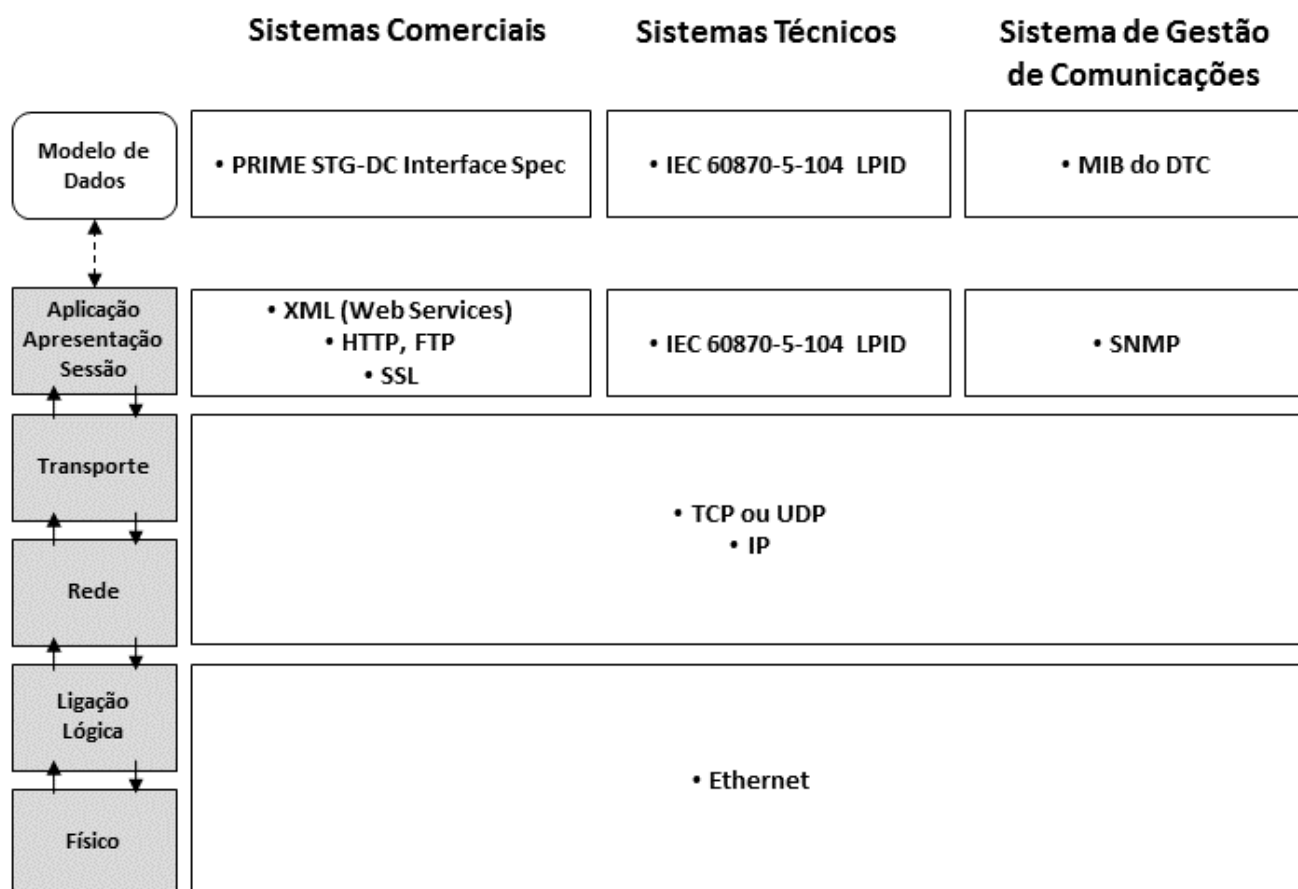 Sistemas Comerciais
Sistemas Técnicos
Sistema de Gestão
de Comunicações
Modelo de
Dados
• PRIME STG-DC Interface Spec
• IEC 60870-5-104 LPID
• MIB do DTC
Aplicação
Apresentação
Sessão
• XML (Web Services)
• HTTP, FTP
• SSL
• IEC 60870-5-104 LPID
• SNMP
Transporte
• TCP ou UDP
• IP
Rede
Ligação
Lógica
• Ethernet
Físico